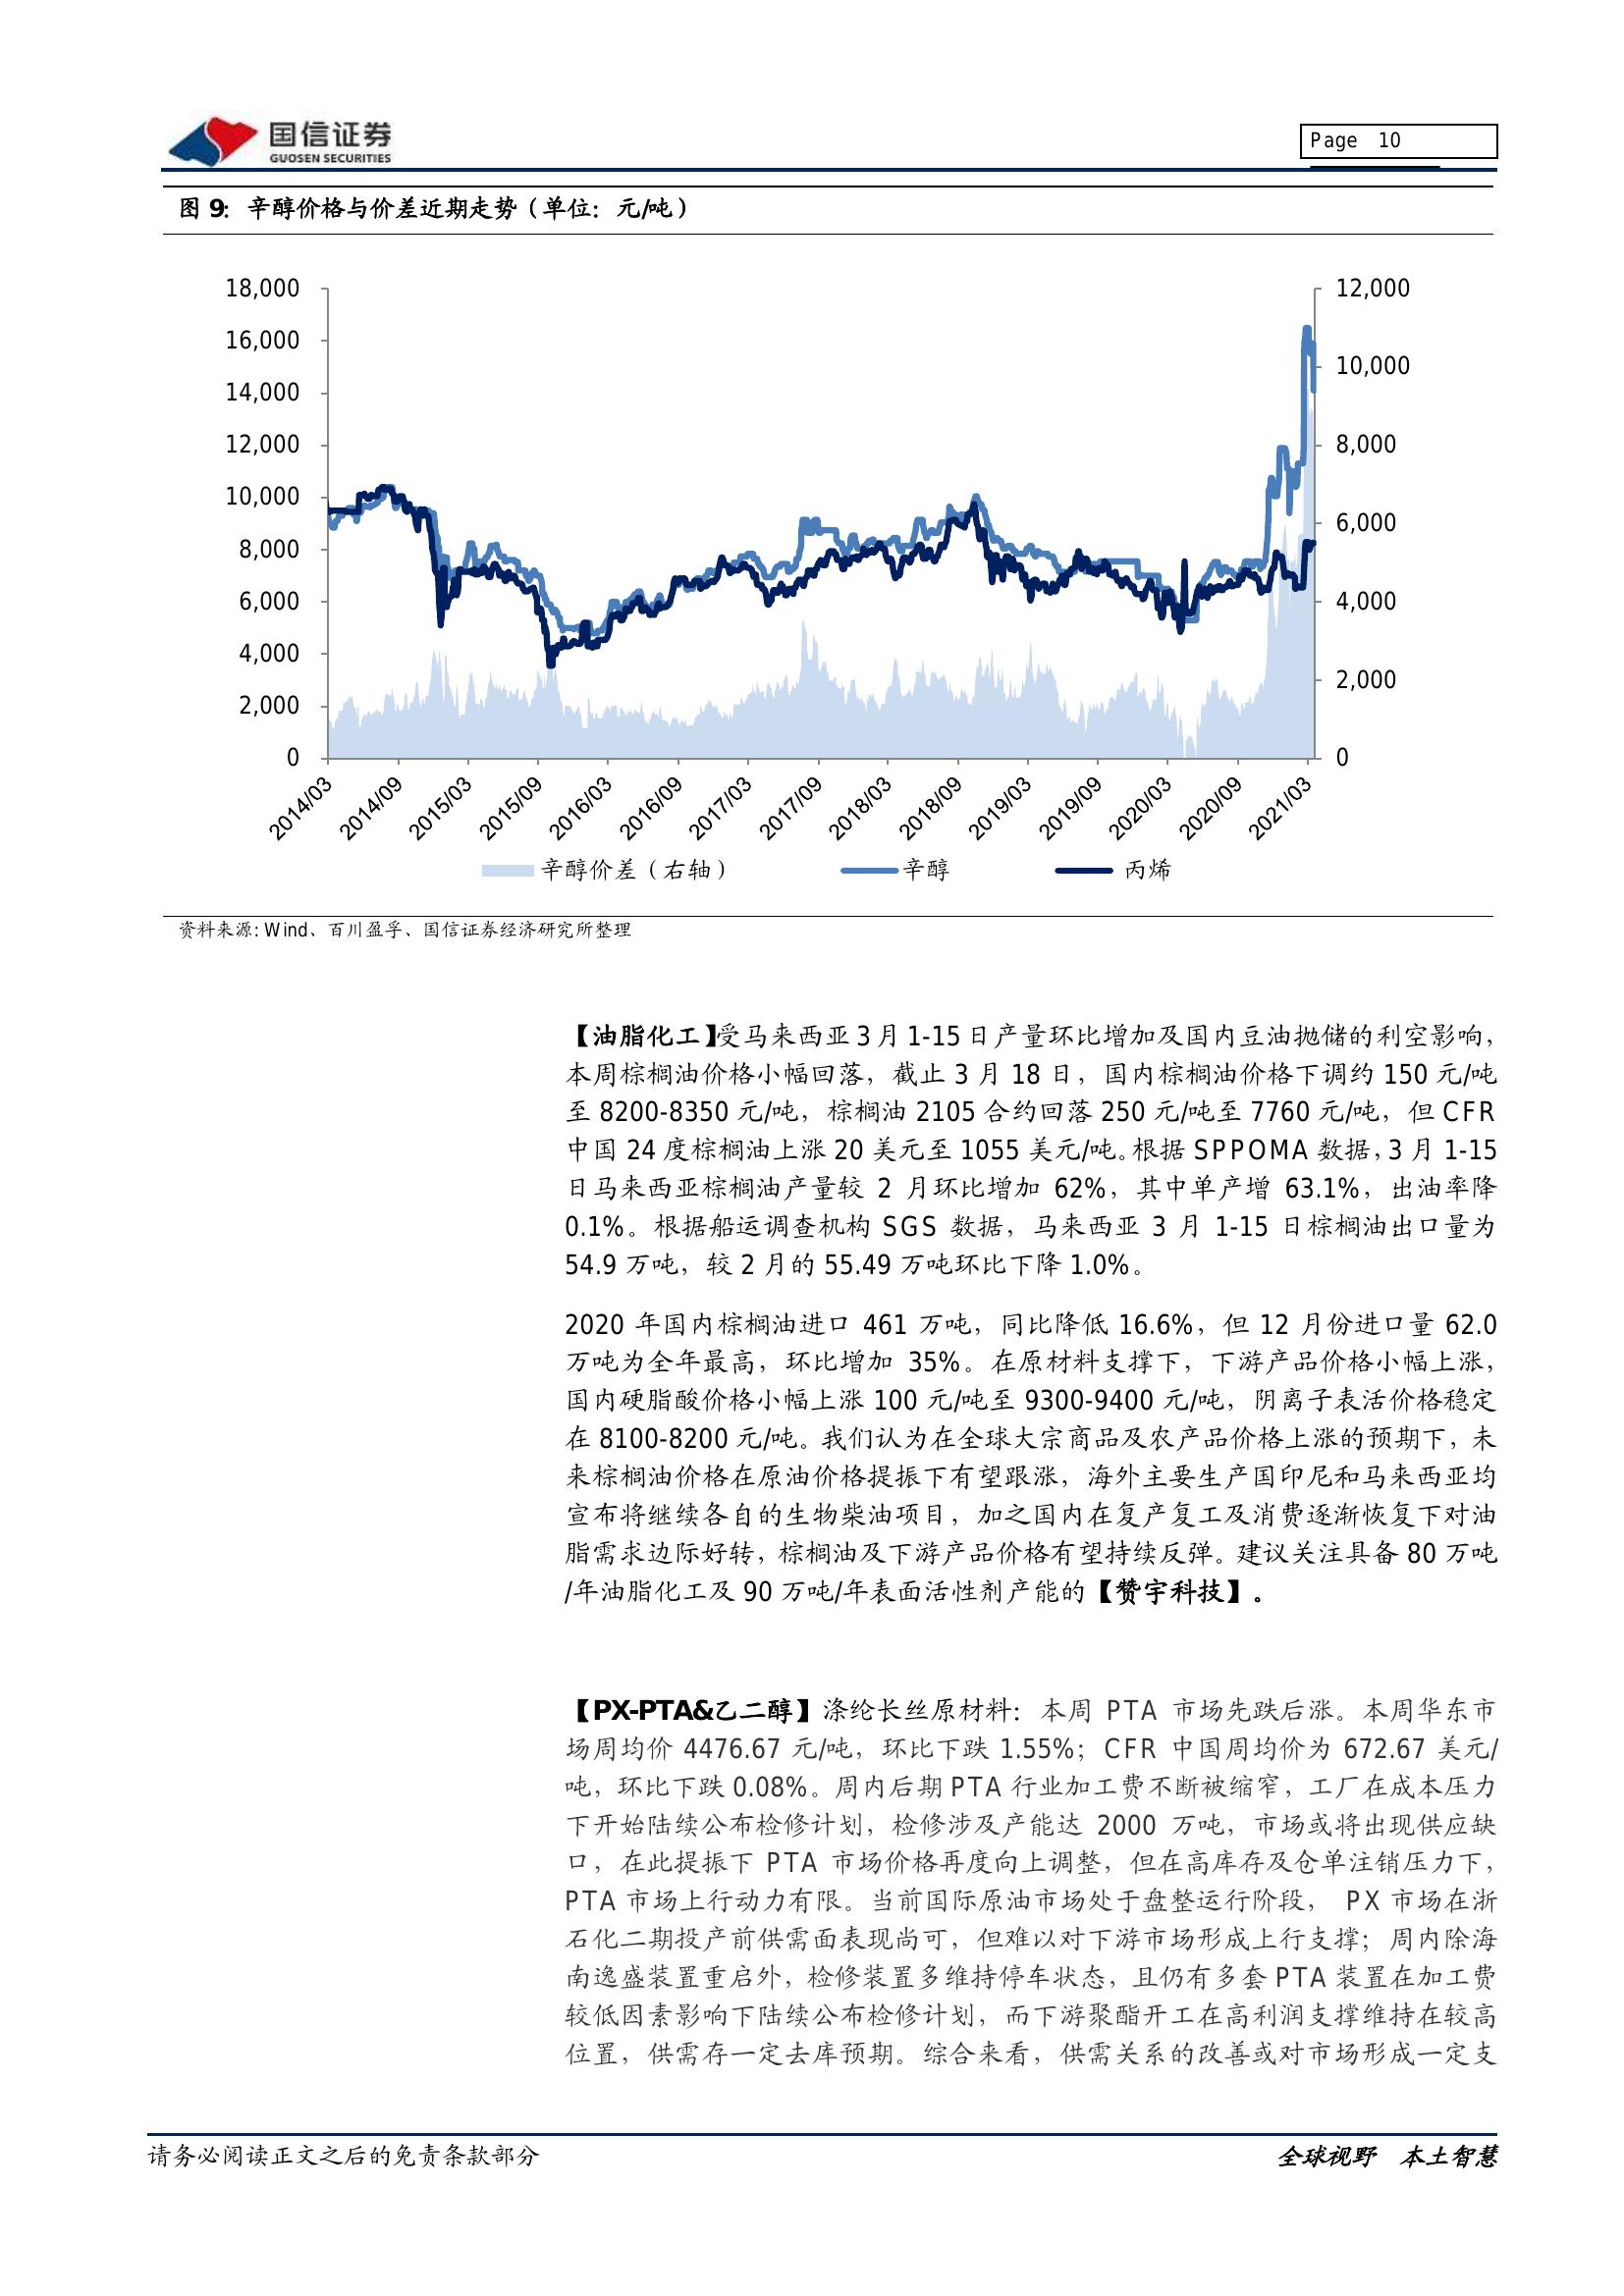 国信证券
GUOSEN SECURITIES
Page 10
图 9：辛醇价格与价差近期走势（单位：元/吨）
18,000
16,000
14,000
12,000
10,000
8,000
6,000
4,000
2,000
0
12,000
10,000
8,000
6,000
4,000
2,000
0
2014/03
2014/09
2015/03
2015/09
2016/03
2016/09
2017/03
2017/09
2018/03
2018/09
2019/03
2019/09
2020/03
2020/09
2021/03
辛醇价差（右轴） 辛醇 丙烯
资料来源: Wind、百川盈孚、国信证券经济研究所整理
【油脂化工】受马来西亚 3 月 1-15 日产量环比增加及国内豆油抛储的利空影响，
本周棕榈油价格小幅回落，截止 3 月 18 日，国内棕榈油价格下调约 150 元/吨
至 8200-8350 元/吨，棕榈油 2105 合约回落 250 元/吨至 7760 元/吨，但 CFR
中国 24 度棕榈油上涨 20 美元至 1055 美元/吨。根据 SPPOMA 数据，3 月 1-15
日马来西亚棕榈油产量较 2 月环比增加 62%，其中单产增 63.1%，出油率降
0.1%。根据船运调查机构 SGS 数据，马来西亚 3 月 1-15 日棕榈油出口量为
54.9 万吨，较 2 月的 55.49 万吨环比下降 1.0%。
2020 年国内棕榈油进口 461 万吨，同比降低 16.6%，但 12 月份进口量 62.0
万吨为全年最高，环比增加 35%。在原材料支撑下，下游产品价格小幅上涨，
国内硬脂酸价格小幅上涨 100 元/吨至 9300-9400 元/吨，阴离子表活价格稳定
在 8100-8200 元/吨。我们认为在全球大宗商品及农产品价格上涨的预期下，未
来棕榈油价格在原油价格提振下有望跟涨，海外主要生产国印尼和马来西亚均
宣布将继续各自的生物柴油项目，加之国内在复产复工及消费逐渐恢复下对油
脂需求边际好转，棕榈油及下游产品价格有望持续反弹。建议关注具备 80 万吨
/年油脂化工及 90 万吨/年表面活性剂产能的【赞宇科技】。
【PX-PTA&乙二醇】涤纶长丝原材料：本周 PTA 市场先跌后涨。本周华东市
场周均价 4476.67 元/吨，环比下跌 1.55%；CFR 中国周均价为 672.67 美元/
吨，环比下跌 0.08%。周内后期 PTA 行业加工费不断被缩窄，工厂在成本压力
下开始陆续公布检修计划，检修涉及产能达 2000 万吨，市场或将出现供应缺
口，在此提振下 PTA 市场价格再度向上调整，但在高库存及仓单注销压力下，
PTA 市场上行动力有限。当前国际原油市场处于盘整运行阶段， PX 市场在浙
石化二期投产前供需面表现尚可，但难以对下游市场形成上行支撑；周内除海
南逸盛装置重启外，检修装置多维持停车状态，且仍有多套 PTA 装置在加工费
较低因素影响下陆续公布检修计划，而下游聚酯开工在高利润支撑维持在较高
位置，供需存一定去库预期。综合来看，供需关系的改善或对市场形成一定支
请务必阅读正文之后的免责条款部分
全球视野 本土智慧